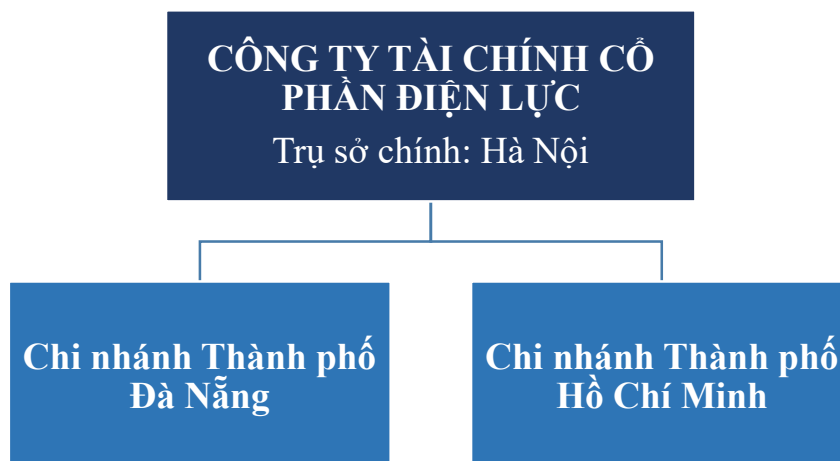 CÔNG TY TÀI CHÍNH CỔ
PHẦN ĐIỆN LỰC
Trụ sở chính: Hà Nội
Chi nhánh Thành phố
Đà Nẵng
Chi nhánh Thành phố
Hồ Chí Minh